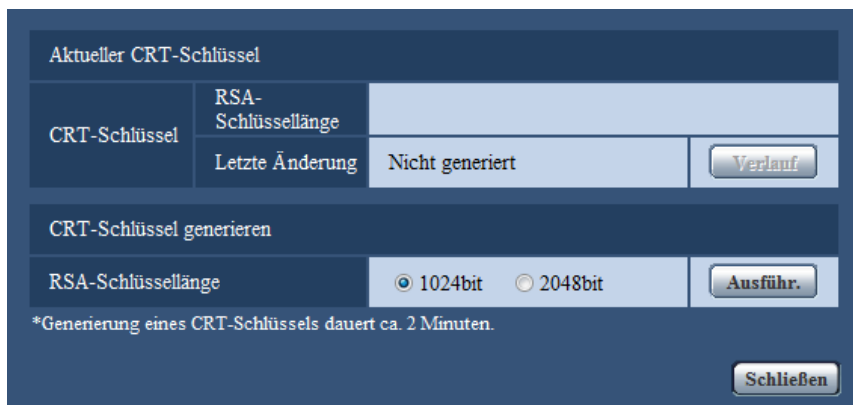 Aktueller CRT-Schlüssel
CRT-Schlüssel
RSA-
Schlüssellänge
Letzte Änderung Nicht generiert Verlauf
CRT-Schlüssel generieren
RSA-Schlüssellänge 1024bit 2048bit Ausführ.
*Generierung eines CRT-Schlüssels dauert ca. 2 Minuten.
Schließen